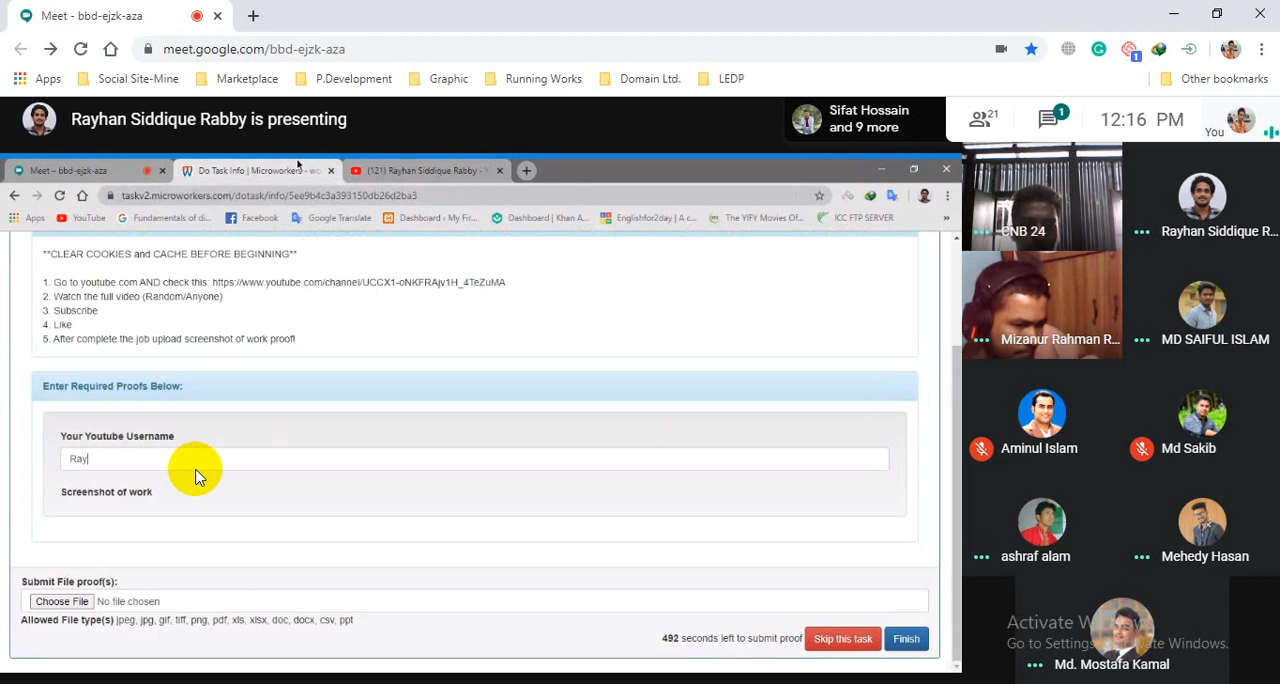 Meet - bbd-ejzk-aza
meet.google.com/bbd-ejzk-aza
Apps Social Site-Mine Marketplace P.Development Graphic Running Works Domain Ltd. LEDP Other bookmarks
Rayhan Siddique Rabby is presenting
Sifat Hossain
and 9 more
21
1
12:16 PM
You
Meet – bbd-ejzk-aza
Do Task Info | Microworkers - wo
(121) Rayhan Siddique Rabby -
taskv2.microworkers.com/dotask/info/5ee9b4c3a393150db26d2ba3
Apps YouTube Fundamentals of di... Facebook Google Translate Dashboard ‹ My Fir... Dashboard | Khan A... Englishfor2day | A c... The YIFY Movies Of... ICC FTP SERVER »
**CLEAR COOKIES and CACHE BEFORE BEGINNING**
1. Go to youtube.com AND check this: https://www.youtube.com/channel/UCCX1-oNKFRAjv1H_4TeZuMA
2. Watch the full video (Random/Anyone)
3. Subscribe
4. Like
5. After complete the job upload screenshot of work proof!
Enter Required Proofs Below:
Your Youtube Username
Ray
Screenshot of work
Submit File proof(s):
Choose File No file chosen
Allowed File type(s) jpeg, jpg, gif, tiff, png, pdf, xls, xlsx, doc, docx, csv, ppt
492 seconds left to submit proof
Skip this task
Finish
CNB 24
Rayhan Siddique R...
Mizanur Rahman R...
MD SAIFUL ISLAM
Aminul Islam
Md Sakib
ashraf alam
Mehedy Hasan
Md. Mostafa Kamal